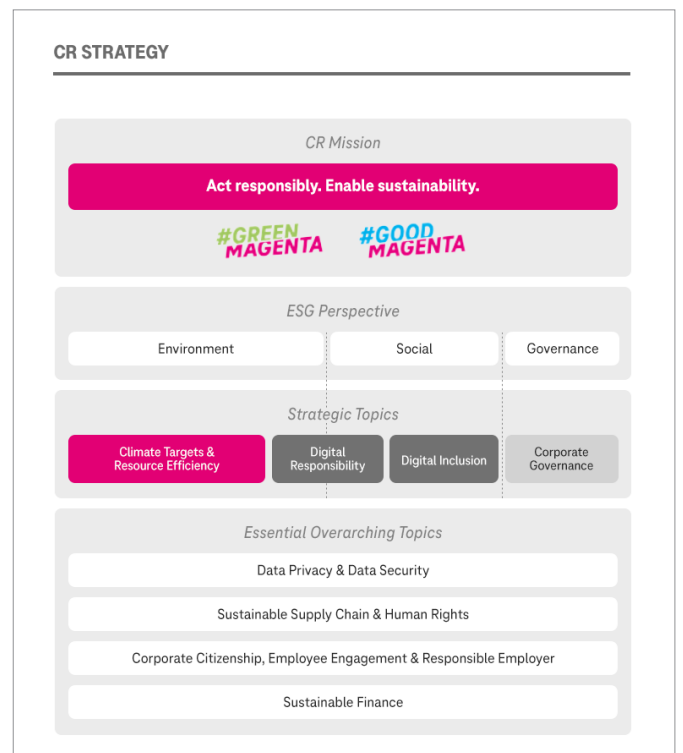 CR STRATEGY
CR Mission
Act responsibly. Enable sustainability.
#GREEN
MAGENTA
#GOOD
MAGENTA
ESG Perspective
Environment
Social
Governance
Strategic Topics
Climate Targets &
Resource Efficiency
Digital
Responsibility
Digital Inclusion
Corporate
Governance
Essential Overarching Topics
Data Privacy & Data Security
Sustainable Supply Chain & Human Rights
Corporate Citizenship, Employee Engagement & Responsible Employer
Sustainable Finance